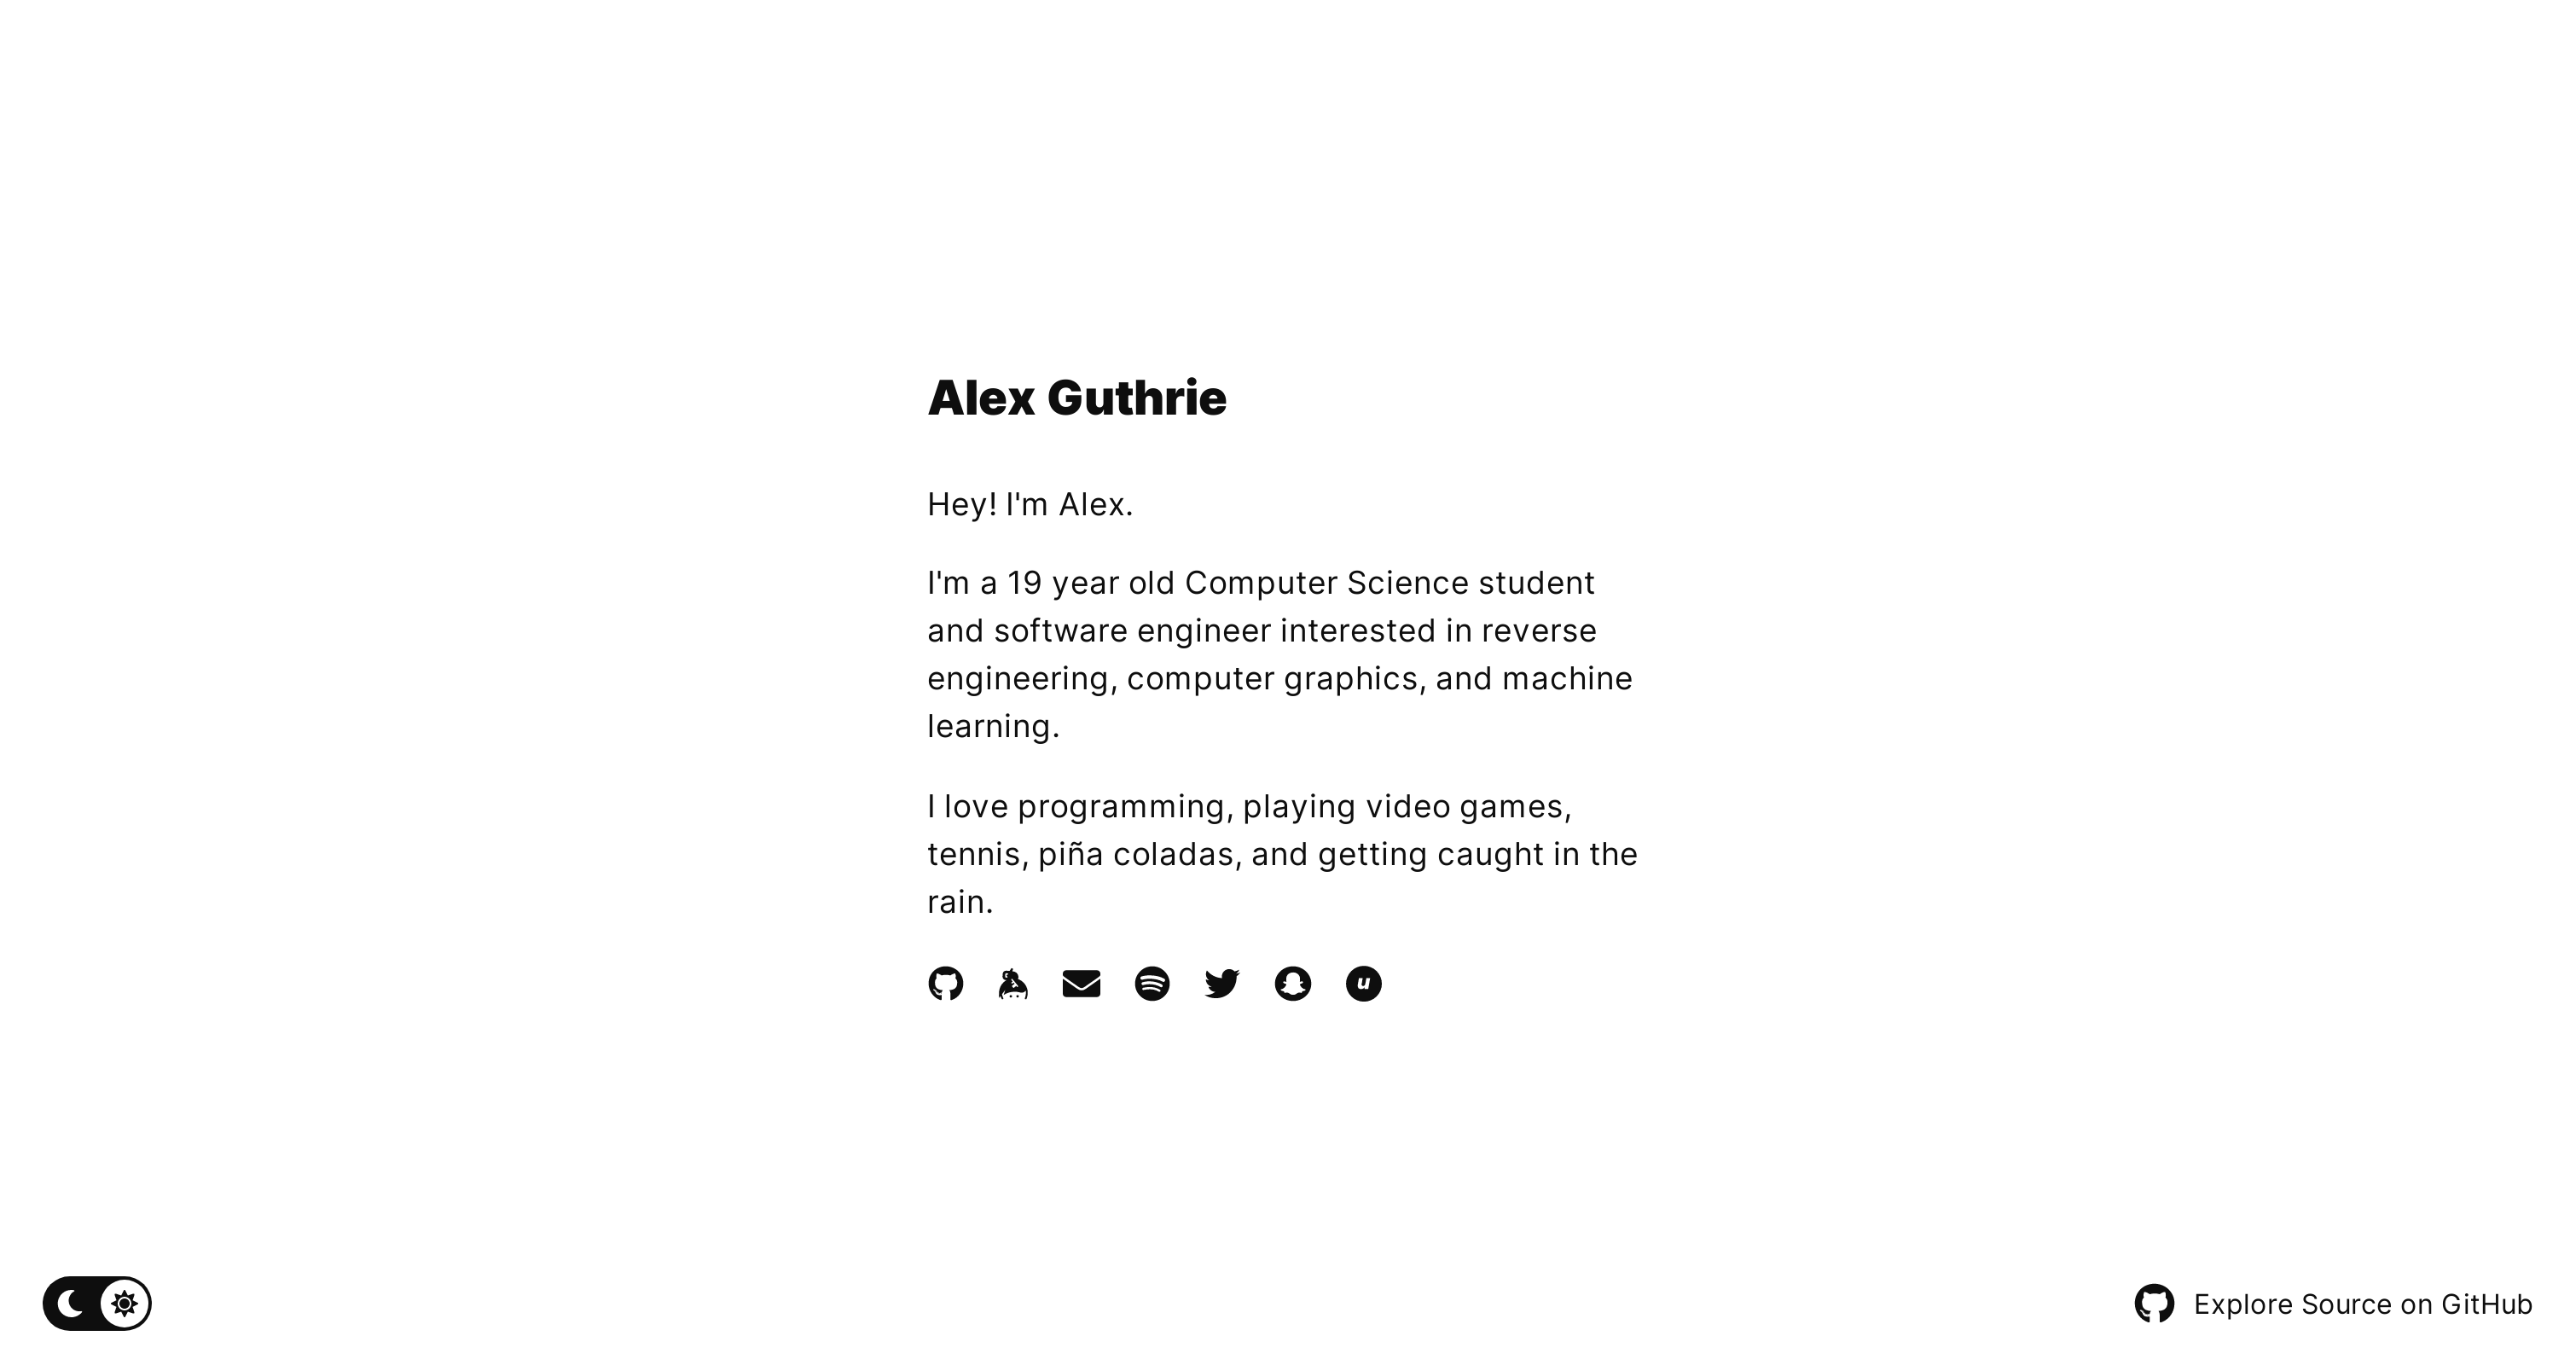 Alex Guthrie
Hey! I'm Alex.
I'm a 19 year old Computer Science student
and software engineer interested in reverse
engineering, computer graphics, and machine
learning.
I love programming, playing video games,
tennis, piña coladas, and getting caught in the
rain.
u
Explore Source on GitHub